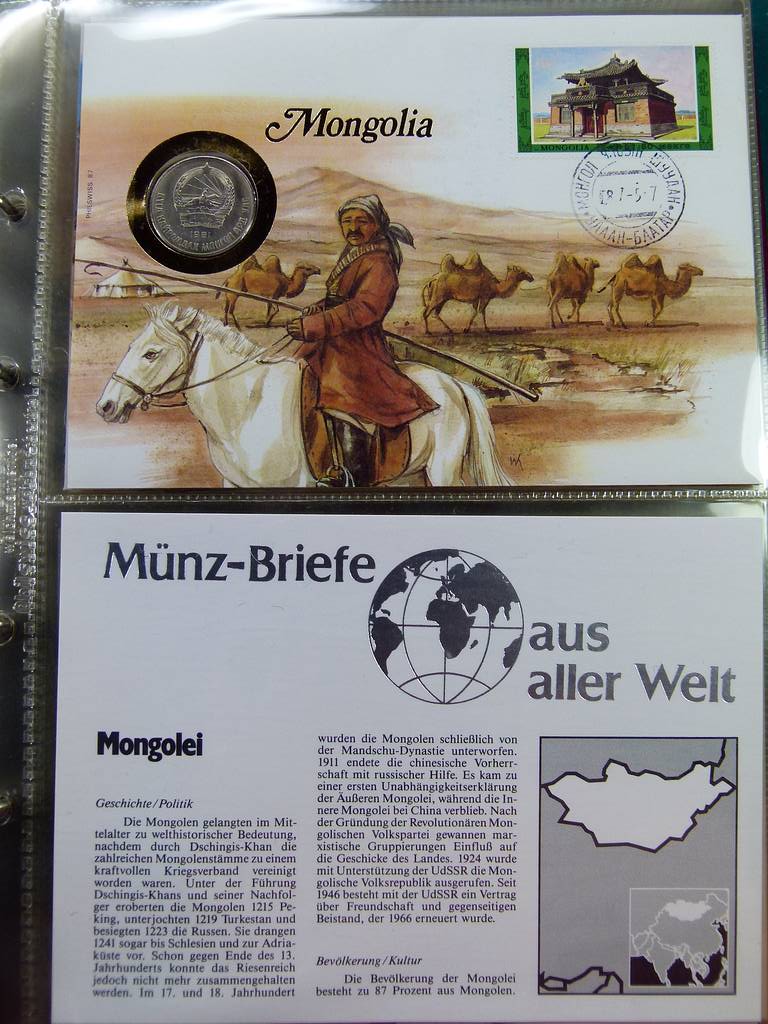 Mongolia
PHILSWISS 87
1981
MONGOLIA
МОНГОЛ
ШУУДАН
УЛААН-БААТАР
Münz-Briefe
aus
aller Welt
Mongolei
Geschichte/Politik
Die Mongolen gelangten im Mit-
telalter zu welthistorischer Bedeutung,
nachdem durch Dschingis-Khan die
zahlreichen Mongolenstämme zu einem
kraftvollen Kriegsverband vereinigt
worden waren. Unter der Führung
Dschingis-Khans und seiner Nachfol-
ger eroberten die Mongolen 1215 Pe-
king, unterjochten 1219 Turkestan und
besiegten 1223 die Russen. Sie drangen
1241 sogar bis Schlesien und zur Adria-
küste vor. Schon gegen Ende des 13.
Jahrhunderts konnte das Riesenreich
jedoch nicht mehr zusammengehalten
werden. Im 17. und 18. Jahrhundert
wurden die Mongolen schließlich von
der Mandschu-Dynastie unterworfen.
1911 endete die chinesische Vorherr-
schaft mit russischer Hilfe. Es kam zu
einer ersten Unabhängigkeitserklärung
der Äußeren Mongolei, während die In-
nere Mongolei bei China verblieb. Nach
der Gründung der Revolutionären Mon-
golischen Volkspartei gewannen mar-
xistische Gruppierungen Einfluß auf
die Geschicke des Landes. 1924 wurde
mit Unterstützung der UdSSR die Mon-
golische Volksrepublik ausgerufen. Seit
1946 besteht mit der UdSSR ein Vertrag
über Freundschaft und gegenseitigen
Beistand, der 1966 erneuert wurde.
Bevölkerung/Kultur
Die Bevölkerung der Mongolei
besteht zu 87 Prozent aus Mongolen.